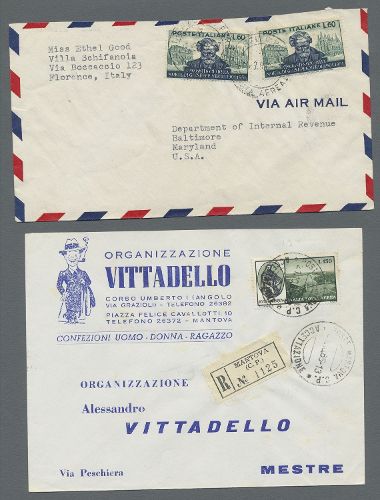 Miss Ethel Good
Villa Schifanoia
Via Boccaccio 123
Florence, Italy
POSTE ITALIANE L.60
POSTE ITALIANE L.60
VIA AIR MAIL
Department of Internal Revenue
Baltimore
Maryland
U.S.A.
ORGANIZZAZIONE
VITTADELLO
CORSO UMBERTO I (ANGOLO
VIA GRAZIOLI) - TELEFONO 26382
PIAZZA FELICE CAVALLOTTI, 10
TELEFONO 26372 - MANTOVA
CONFEZIONI UOMO - DONNA - RAGAZZO
MANTOVA
(C.P.)
R
No 1125
ORGANIZZAZIONE
Alessandro
VITTADELLO
Via Peschiera
MESTRE